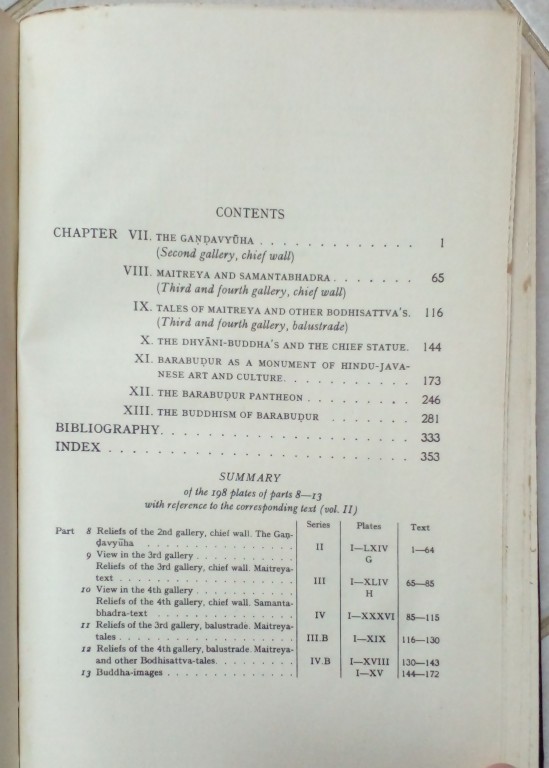 CONTENTS
CHAPTER VII. THE GAṆḌAVYŪHA . . . . . . . . . . . . . 1
(Second gallery, chief wall)
VIII. MAITREYA AND SAMANTABHADRA . . . . . . . 65
(Third and fourth gallery, chief wall)
IX. TALES OF MAITREYA AND OTHER BODHISATTVA'S. 116
(Third and fourth gallery, balustrade)
X. THE DHYĀNI-BUDDHA'S AND THE CHIEF STATUE. 144
XI. BARABUḌUR AS A MONUMENT OF HINDU-JAVA-
NESE ART AND CULTURE. . . . . . . . . . . 173
XII. THE BARABUḌUR PANTHEON . . . . . . . . . 246
XIII. THE BUDDHISM OF BARABUḌUR . . . . . . . 281
BIBLIOGRAPHY. . . . . . . . . . . . . . . . . . . . . . 333
INDEX . . . . . . . . . . . . . . . . . . . . . . . . . . 353
SUMMARY
of the 198 plates of parts 8—13
with reference to the corresponding text (vol. II)
Series Plates Text
Part 8 Reliefs of the 2nd gallery, chief wall. The Gaṇ-
ḍavyūha . . . . . . . . . . . . . . . . II I—LXIV 1—64
9 View in the 3rd gallery . . . . . . . . . . . G
Reliefs of the 3rd gallery, chief wall. Maitreya-
text . . . . . . . . . . . . . . . . . . . III I—XLIV 65—85
10 View in the 4th gallery . . . . . . . . . . . H
Reliefs of the 4th gallery, chief wall. Samanta-
bhadra-text . . . . . . . . . . . . . . . IV I—XXXVI 85—115
11 Reliefs of the 3rd gallery, balustrade. Maitreya-
tales . . . . . . . . . . . . . . . . . . . III.B I—XIX 116—130
12 Reliefs of the 4th gallery, balustrade. Maitreya-
and other Bodhisattva-tales. . . . . . . . . IV.B I—XVIII 130—143
13 Buddha-images . . . . . . . . . . . . . . I—XV 144—172